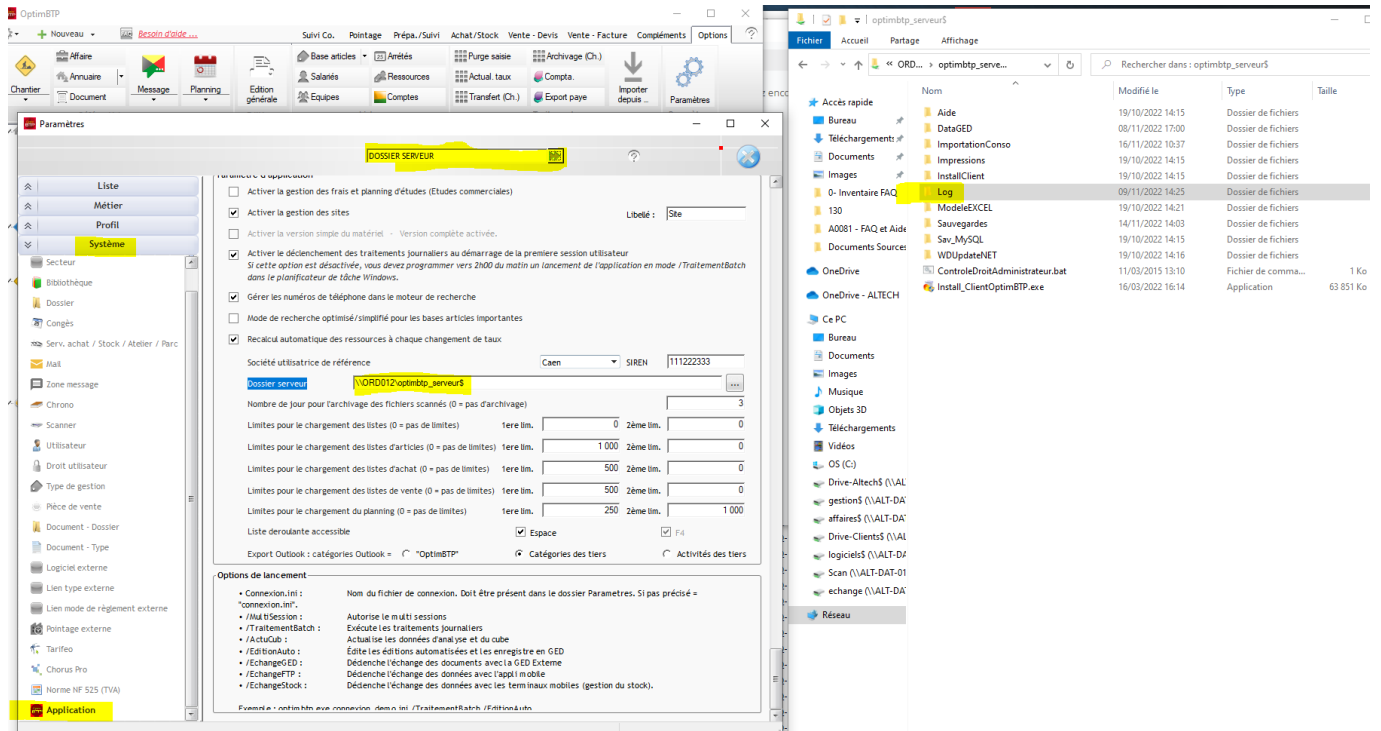 OptimBTP
Nouveau
Besoin d'aide ...
Suivi Co. Pointage Prépa./Suivi Achat/Stock Vente - Devis Vente - Facture Compléments Options
Chantier
Affaire
Annuaire
Document
Message
Planning
Edition générale
Base articles
Salariés
Equipes
Arrêtés
Ressources
Comptes
Purge saisie
Actual. taux
Transfert (Ch.)
Archivage (Ch.)
Compta.
Export paye
Importer depuis ..
Paramètres
Paramètres
DOSSIER SERVEUR
Liste
Métier
Profil
Système
Secteur
Bibliothèque
Dossier
Congès
Serv. achat / Stock / Atelier / Parc
Mail
Zone message
Chrono
Scanner
Utilisateur
Droit utilisateur
Type de gestion
Pièce de vente
Document - Dossier
Document - Type
Logiciel externe
Lien type externe
Lien mode de règlement externe
Pointage externe
Tarifeo
Chorus Pro
Norme NF 525 (TVA)
Application
Paramètre d'application
Activer la gestion des frais et planning d'études (Etudes commerciales)
Activer la gestion des sites Libellé : Site
Activer la version simple du matériel - Version complète activée.
Activer le déclenchement des traitements journaliers au démarrage de la premiere session utilisateur
Si cette option est désactivée, vous devez programmer vers 2h00 du matin un lancement de l'application en mode /TraitementBatch
dans le planificateur de tâche Windows.
Gérer les numéros de téléphone dans le moteur de recherche
Mode de recherche optimisé/simplifié pour les bases articles importantes
Recalcul automatique des ressources à chaque changement de taux
Société utilisatrice de référence Caen SIREN 111222333
Dossier serveur \\ORD012\optimbtp_serveur$ ...
Nombre de jour pour l'archivage des fichiers scannés (0 = pas d'archivage) 3
Limites pour le chargement des listes (0 = pas de limites) 1ere lim. 0 2ème lim. 0
Limites pour le chargement des listes d'articles (0 = pas de limites) 1ere lim. 1 000 2ème lim. 0
Limites pour le chargement des listes d'achat (0 = pas de limites) 1ere lim. 500 2ème lim. 0
Limites pour le chargement des listes de vente (0 = pas de limites) 1ere lim. 500 2ème lim. 0
Limites pour le chargement du planning (0 = pas de limites) 1ere lim. 250 2ème lim. 1 000
Liste deroulante accessible Espace F4
Export Outlook : catégories Outlook = "OptimBTP" Catégories des tiers Activités des tiers
Options de lancement
• Connexion.ini : Nom du fichier de connexion. Doit être présent dans le dossier Parametres. Si pas précisé =
"connexion.ini".
• /MultiSession : Autorise le multi sessions
• /TraitementBatch : Exécute les traitements journaliers
• /ActuCub : Actualise les données d'analyse et du cube
• /EditionAuto : Édite les éditions automatisées et les enregistre en GED
• /EchangeGED : Déclenche l'échange des documents avec la GED Externe
• /EchangeFTP : Déclenche l'échange des données avec l'appli mobile
• /EchangeStock : Déclenche l'échange des données avec les terminaux mobiles (gestion du stock).
Exemple : optimbtp.exe connexion_demo.ini /TraitementBatch /EditionAuto
optimbtp_serveur$
Fichier Accueil Partage Affichage
« ORD... › optimbtp_serve... Rechercher dans : optimbtp_serveur$
Accès rapide
Bureau
Téléchargements
Documents
Images
0- Inventaire FAQ
130
A0081 - FAQ et Aide
Documents Sources
OneDrive
OneDrive - ALTECH
Ce PC
Bureau
Documents
Images
Musique
Objets 3D
Téléchargements
Vidéos
OS (C:)
Drive-Altech$ (\\AL
gestion$ (\\ALT-DA
affaires$ (\\ALT-DA
Drive-Clients$ (\\AL
logiciels$ (\\ALT-DA
Scan (\\ALT-DAT-01
echange (\\ALT-DA
Réseau
Nom Modifié le Type Taille
Aide 19/10/2022 14:15 Dossier de fichiers
DataGED 08/11/2022 17:00 Dossier de fichiers
ImportationConso 16/11/2022 10:37 Dossier de fichiers
Impressions 19/10/2022 14:15 Dossier de fichiers
InstallClient 19/10/2022 14:15 Dossier de fichiers
Log 09/11/2022 14:25 Dossier de fichiers
ModeleEXCEL 19/10/2022 14:21 Dossier de fichiers
Sauvegardes 14/11/2022 14:03 Dossier de fichiers
Sav_MySQL 19/10/2022 14:15 Dossier de fichiers
WDUpdateNET 19/10/2022 14:16 Dossier de fichiers
ControleDroitAdministrateur.bat 11/03/2015 13:10 Fichier de comma... 1 Ko
Install_ClientOptimBTP.exe 16/03/2022 16:14 Application 63 851 Ko